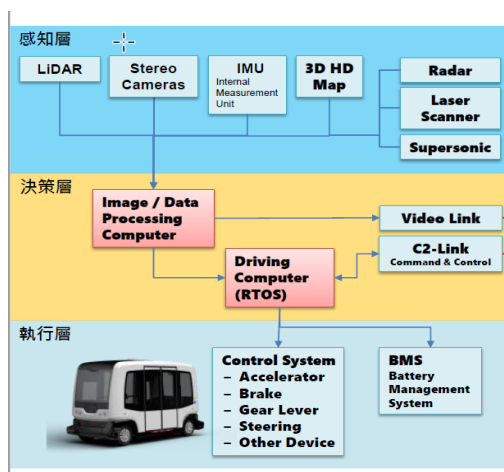 感知層
LiDAR
Stereo
Cameras
IMU
Internal
Measurement
Unit
3D HD
Map
Radar
Laser
Scanner
Supersonic
決策層
Image / Data
Processing
Computer
Video Link
Driving
Computer
(RTOS)
C2-Link
Command & Control
執行層
Control System
– Accelerator
– Brake
– Gear Lever
– Steering
– Other Device
BMS
Battery
Management
System